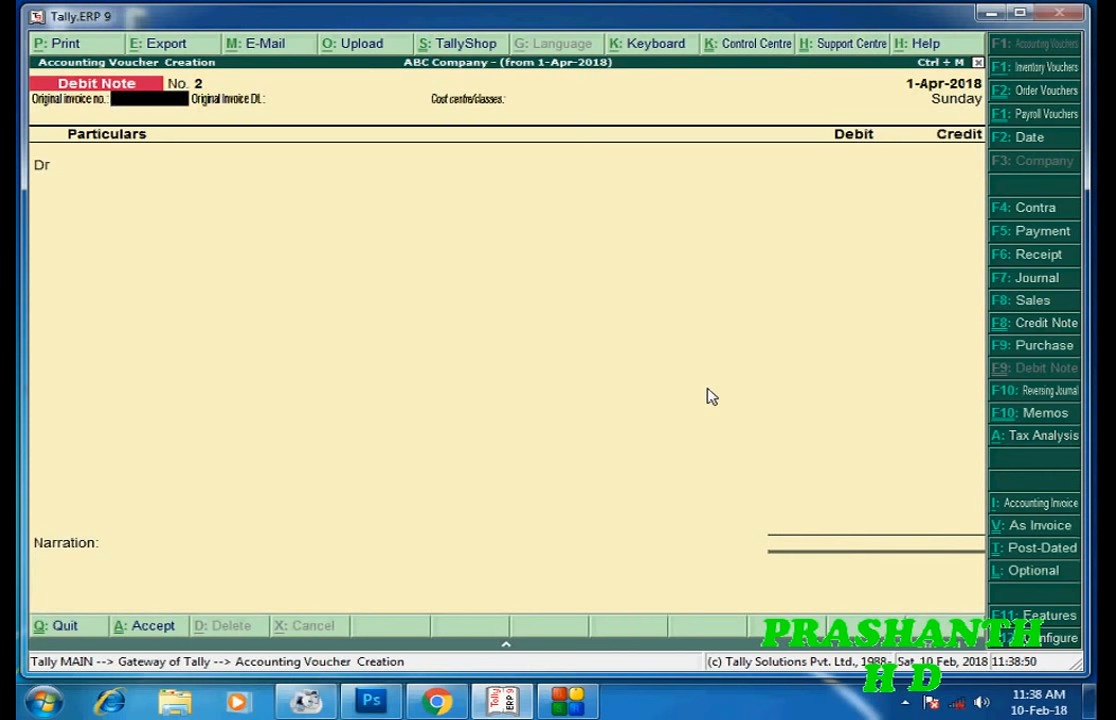 Tally.ERP 9
P: Print E: Export M: E-Mail O: Upload S: TallyShop G: Language K: Keyboard K: Control Centre H: Support Centre H: Help
Accounting Voucher Creation ABC Company - (from 1-Apr-2018) Ctrl + M
Debit Note No. 2 1-Apr-2018
Original invoice no.: Original Invoice Dt.: Cost centre/classes: Sunday
Particulars Debit Credit
Dr
Narration:
Q: Quit A: Accept D: Delete X: Cancel
F1: Accounting Vouchers
F1: Inventory Vouchers
F2: Order Vouchers
F1: Payroll Vouchers
F2: Date
F3: Company
F4: Contra
F5: Payment
F6: Receipt
F7: Journal
F8: Sales
F8: Credit Note
F9: Purchase
F9: Debit Note
F10: Reversing Journal
F10: Memos
A: Tax Analysis
I: Accounting Invoice
V: As Invoice
T: Post-Dated
L: Optional
F11: Features
PRASHANTH
H D
Tally MAIN --> Gateway of Tally --> Accounting Voucher Creation (c) Tally Solutions Pvt. Ltd., 1988- Sat, 10 Feb, 2018 11:38:50
Ps Tally ERP 9
11:38 AM
10-Feb-18